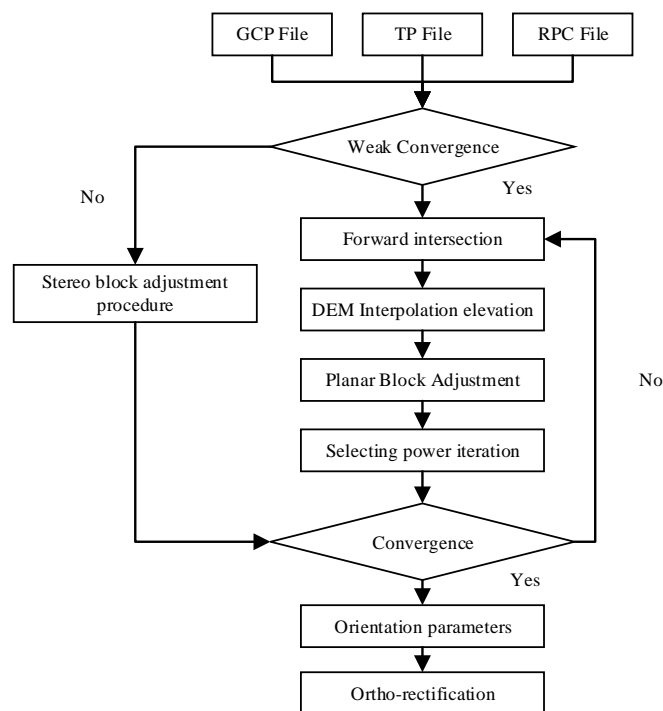 GCP File
TP File
RPC File
Weak Convergence
No
Yes
Forward intersection
Stereo block adjustment
procedure
DEM Interpolation elevation
Planar Block Adjustment
No
Selecting power iteration
Convergence
Yes
Orientation parameters
Ortho-rectification